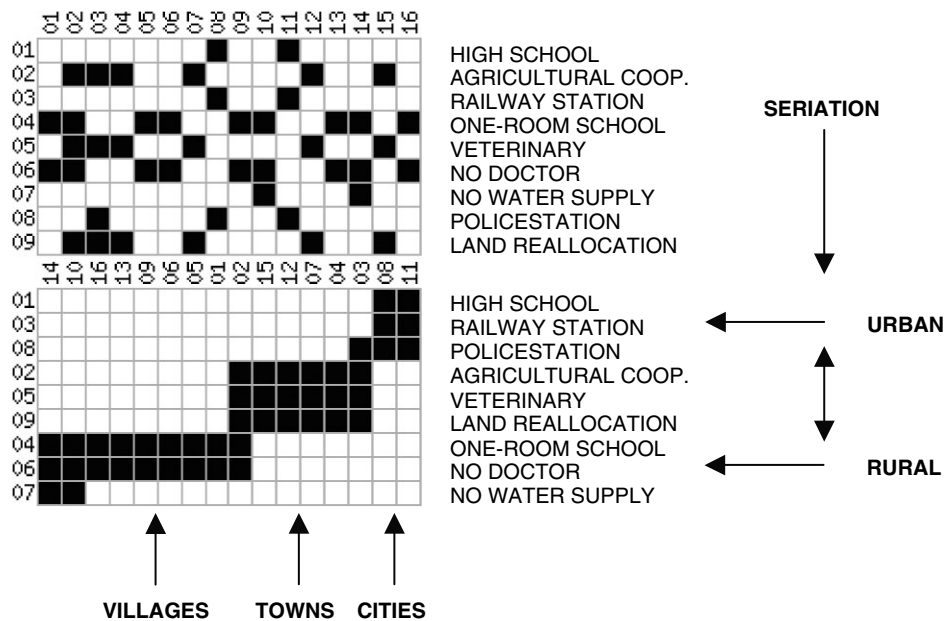 01 02 03 04 05 06 07 08 09 10 11 12 13 14 15 16
01 HIGH SCHOOL
02 AGRICULTURAL COOP.
03 RAILWAY STATION
04 ONE-ROOM SCHOOL
05 VETERINARY
06 NO DOCTOR
07 NO WATER SUPPLY
08 POLICESTATION
09 LAND REALLOCATION
SERIATION
14 10 16 13 09 06 05 01 02 15 12 07 04 03 08 11
01 HIGH SCHOOL
03 RAILWAY STATION
08 POLICESTATION
02 AGRICULTURAL COOP.
05 VETERINARY
09 LAND REALLOCATION
04 ONE-ROOM SCHOOL
06 NO DOCTOR
07 NO WATER SUPPLY
URBAN
RURAL
VILLAGES TOWNS CITIES